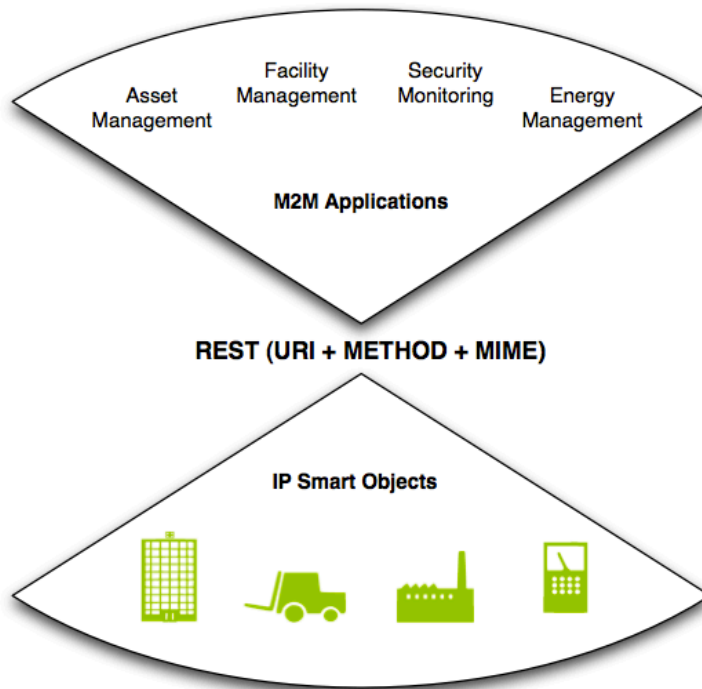 Asset
Management
Facility
Management
Security
Monitoring
Energy
Management
M2M Applications
REST (URI + METHOD + MIME)
IP Smart Objects